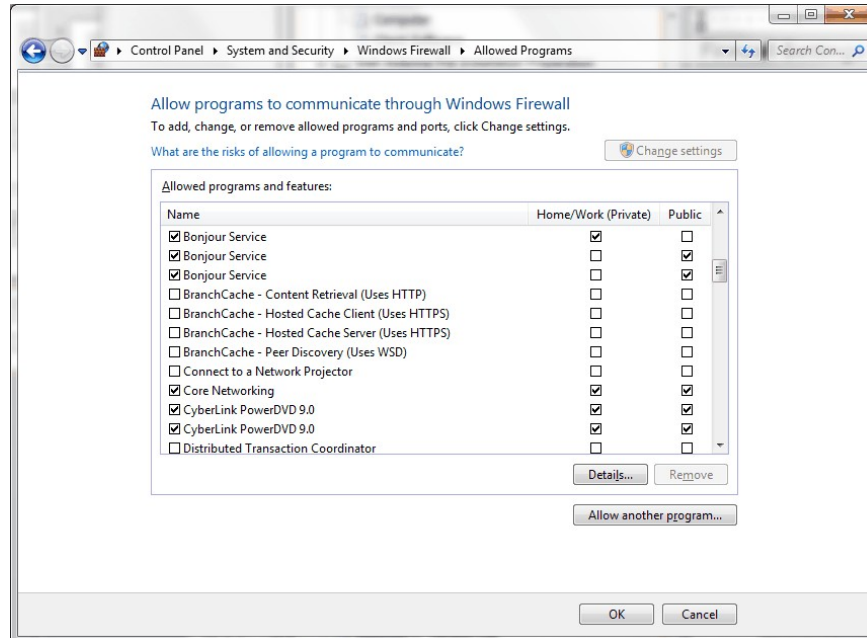 Control Panel ▸ System and Security ▸ Windows Firewall ▸ Allowed Programs
Search Con...
Allow programs to communicate through Windows Firewall
To add, change, or remove allowed programs and ports, click Change settings.
What are the risks of allowing a program to communicate?
Change settings
Allowed programs and features:
Name Home/Work (Private) Public
Bonjour Service
Bonjour Service
Bonjour Service
BranchCache - Content Retrieval (Uses HTTP)
BranchCache - Hosted Cache Client (Uses HTTPS)
BranchCache - Hosted Cache Server (Uses HTTPS)
BranchCache - Peer Discovery (Uses WSD)
Connect to a Network Projector
Core Networking
CyberLink PowerDVD 9.0
CyberLink PowerDVD 9.0
Distributed Transaction Coordinator
Details... Remove
Allow another program...
OK Cancel